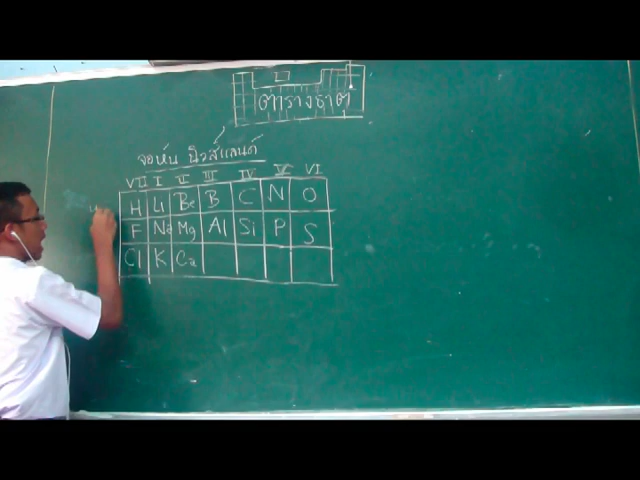 ตารางธาตุ
จอห์น นิวส์แลนด์
VII I II III IV V VI
H Li Be B C N O
F Na Mg Al Si P S
Cl K Ca